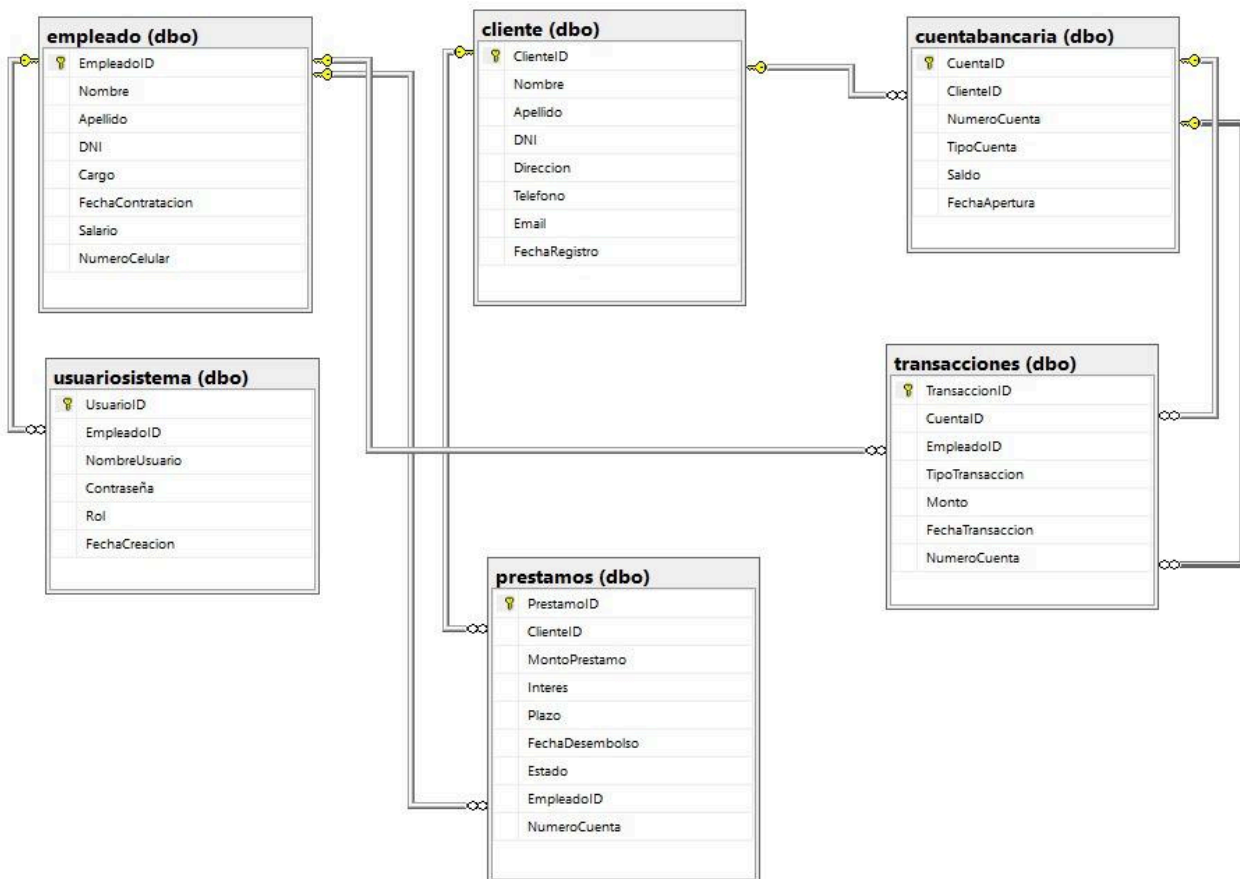 empleado (dbo)
EmpleadoID
Nombre
Apellido
DNI
Cargo
FechaContratacion
Salario
NumeroCelular
cliente (dbo)
ClienteID
Nombre
Apellido
DNI
Direccion
Telefono
Email
FechaRegistro
cuentabancaria (dbo)
CuentaID
ClienteID
NumeroCuenta
TipoCuenta
Saldo
FechaApertura
usuariosistema (dbo)
UsuarioID
EmpleadoID
NombreUsuario
Contraseña
Rol
FechaCreacion
transacciones (dbo)
TransaccionID
CuentaID
EmpleadoID
TipoTransaccion
Monto
FechaTransaccion
NumeroCuenta
prestamos (dbo)
PrestamoID
ClienteID
MontoPrestamo
Interes
Plazo
FechaDesembolso
Estado
EmpleadoID
NumeroCuenta